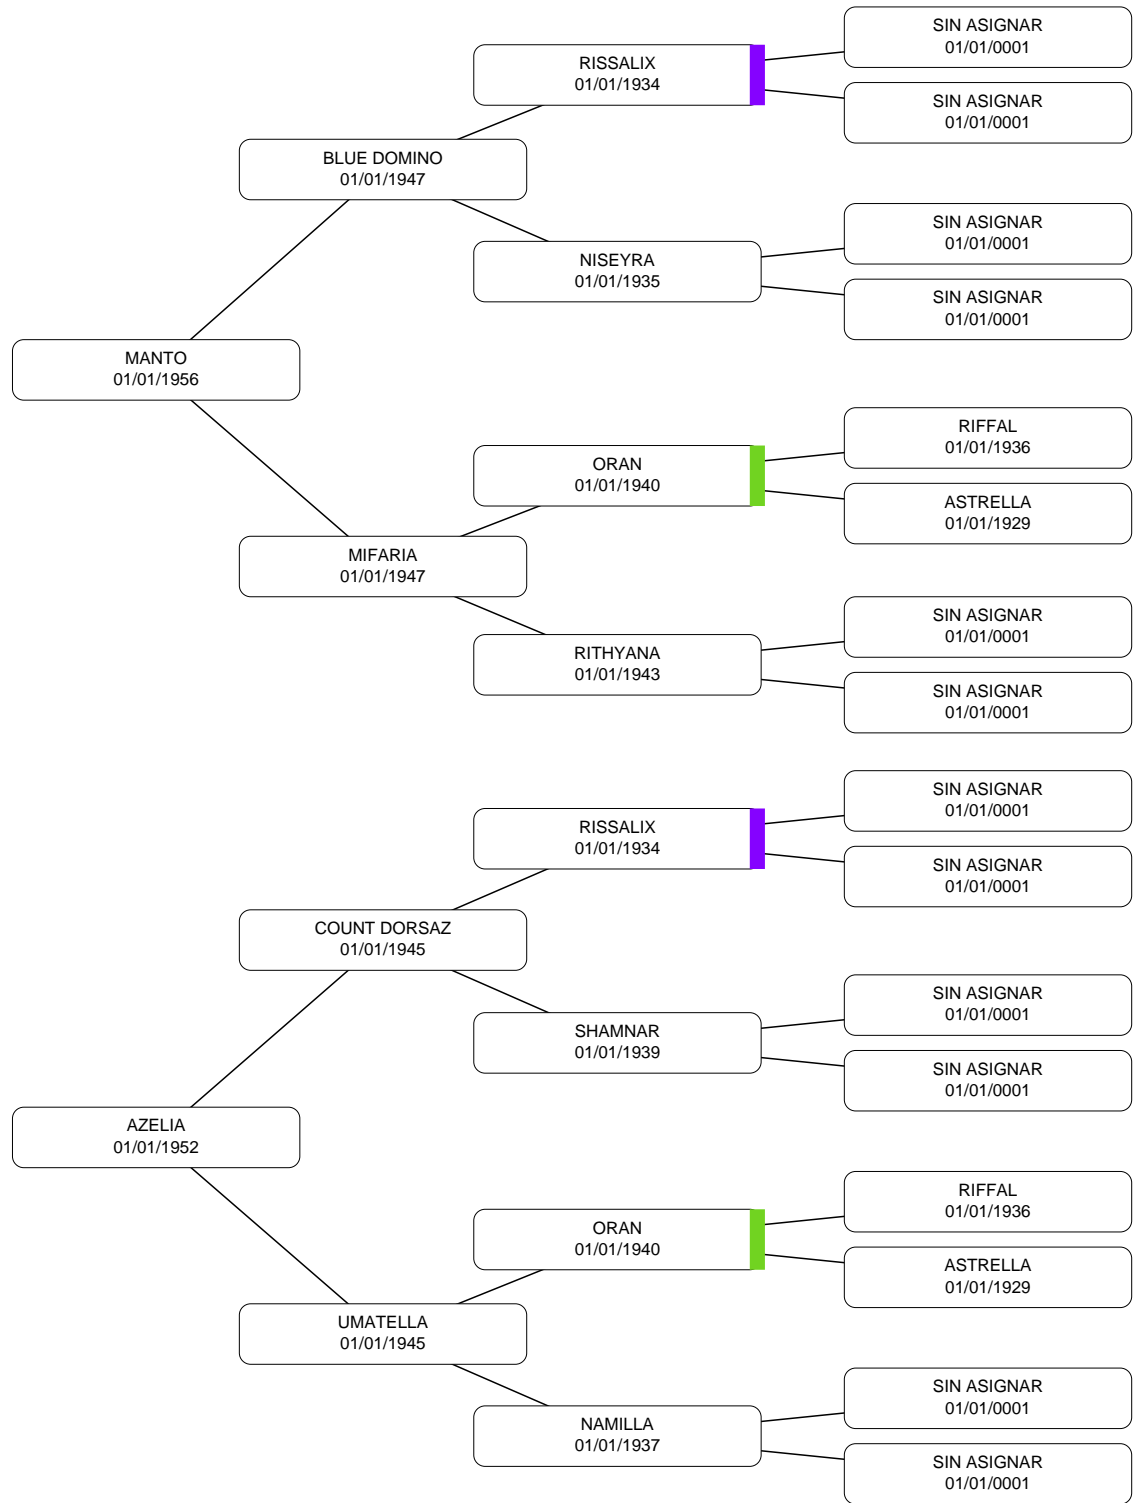 SIN ASIGNAR
01/01/0001
RISSALIX
01/01/1934
SIN ASIGNAR
01/01/0001
BLUE DOMINO
01/01/1947
SIN ASIGNAR
01/01/0001
NISEYRA
01/01/1935
SIN ASIGNAR
01/01/0001
MANTO
01/01/1956
RIFFAL
01/01/1936
ORAN
01/01/1940
ASTRELLA
01/01/1929
MIFARIA
01/01/1947
SIN ASIGNAR
01/01/0001
RITHYANA
01/01/1943
SIN ASIGNAR
01/01/0001
SIN ASIGNAR
01/01/0001
RISSALIX
01/01/1934
SIN ASIGNAR
01/01/0001
COUNT DORSAZ
01/01/1945
SIN ASIGNAR
01/01/0001
SHAMNAR
01/01/1939
SIN ASIGNAR
01/01/0001
AZELIA
01/01/1952
RIFFAL
01/01/1936
ORAN
01/01/1940
ASTRELLA
01/01/1929
UMATELLA
01/01/1945
SIN ASIGNAR
01/01/0001
NAMILLA
01/01/1937
SIN ASIGNAR
01/01/0001